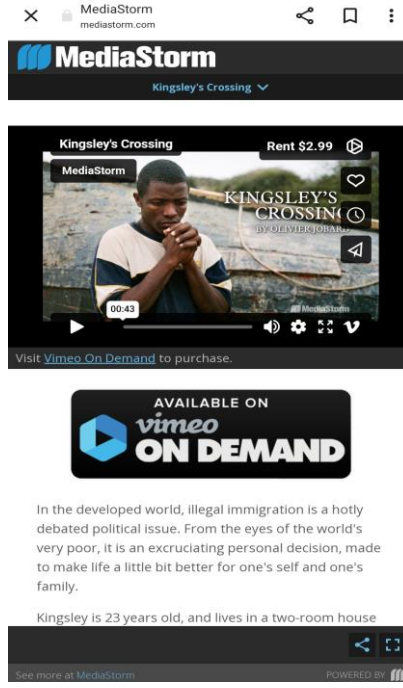 MediaStorm
mediastorm.com
MediaStorm
Kingsley's Crossing
Kingsley's Crossing
Rent $2.99
MediaStorm
KINGSLEY'S
CROSSING
BY OLIVIER JOBARD
MediaStorm
00:43
Visit Vimeo On Demand to purchase.
AVAILABLE ON
vimeo
ON DEMAND
In the developed world, illegal immigration is a hotly
debated political issue. From the eyes of the world's
very poor, it is an excruciating personal decision, made
to make life a little bit better for one's self and one's
family.
Kingsley is 23 years old, and lives in a two-room house
See more at MediaStorm
POWERED BY